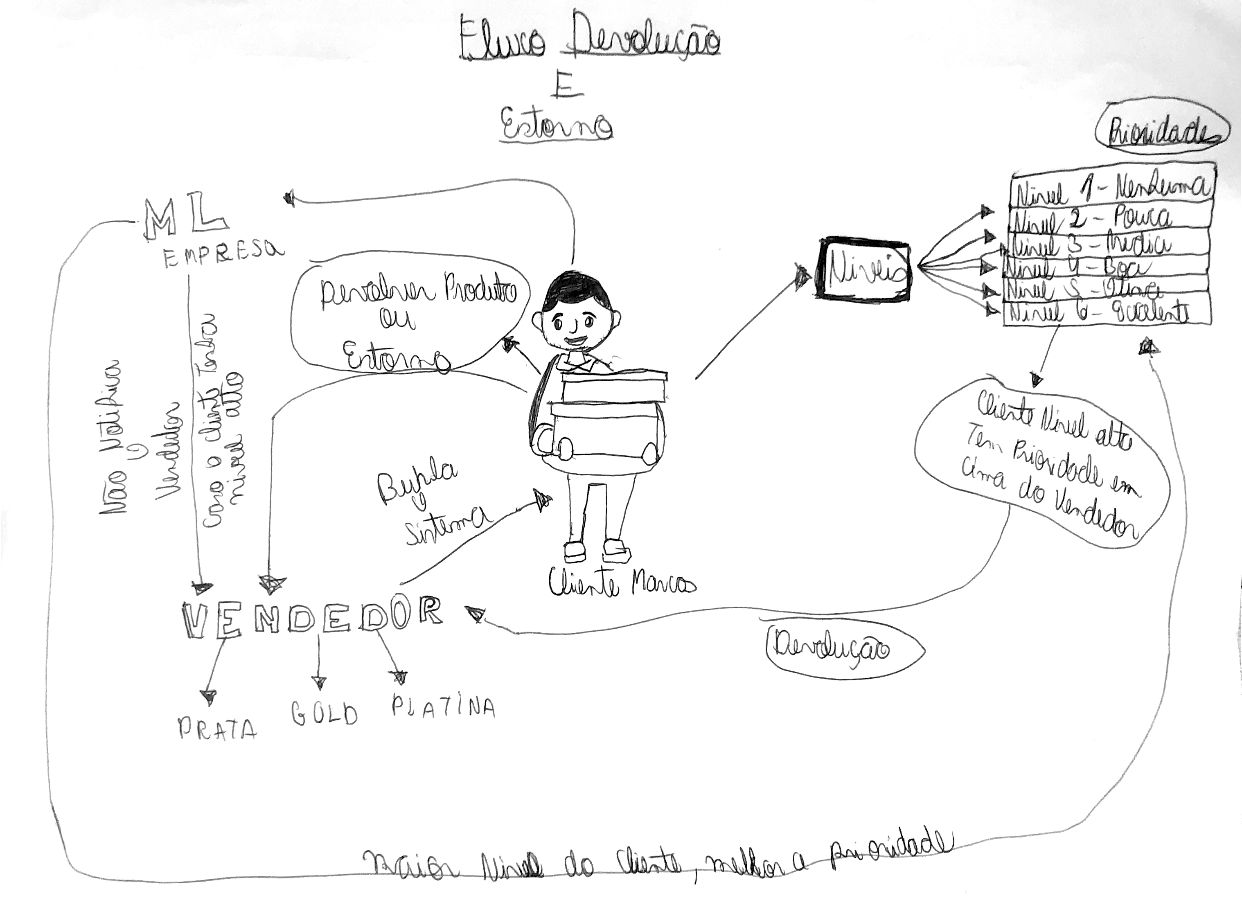 Fluxo Devolução
E
Estorno
Prioridades
ML
EMPRESA
Devolver Produto
ou
Entorno
Niveis
Nivel 1 - Nenhuma
Nivel 2 - Pouca
Nivel 3 - Media
Nivel 4 - Boa
Nivel 5 - Otima
Nivel 6 - Excelente
Não Notifica
Vendedor
Caso o cliente Tenha
nivel alto
Burla
Sistema
Cliente Nivel alto
Tem Prioridade em
Cima do Vendedor
Cliente Marcos
VENDEDOR
Devolução
PRATA
GOLD
PLATINA
maior Nivel do cliente, melhor a prioridade